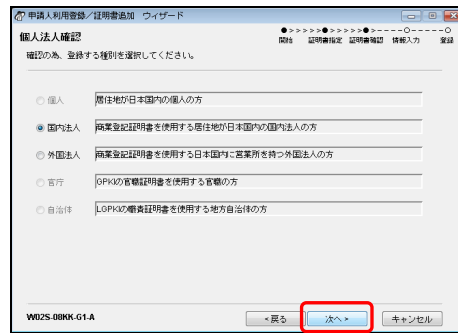 申請人利用登録/証明書追加 ウィザード
個人法人確認
●>>>>>●>>>>>●>-----○-----○
開始 証明書指定 証明書確認 情報入力 登録
確認の為、登録する種別を選択してください。
個人 居住地が日本国内の個人の方
国内法人 商業登記証明書を使用する居住地が日本国内の国内法人の方
外国法人 商業登記証明書を使用する日本国内に営業所を持つ外国法人の方
官庁 GPKIの官職証明書を使用する官職の方
自治体 LGPKIの職責証明書を使用する地方自治体の方
W02S-08KK-G1-A
<戻る 次へ> キャンセル